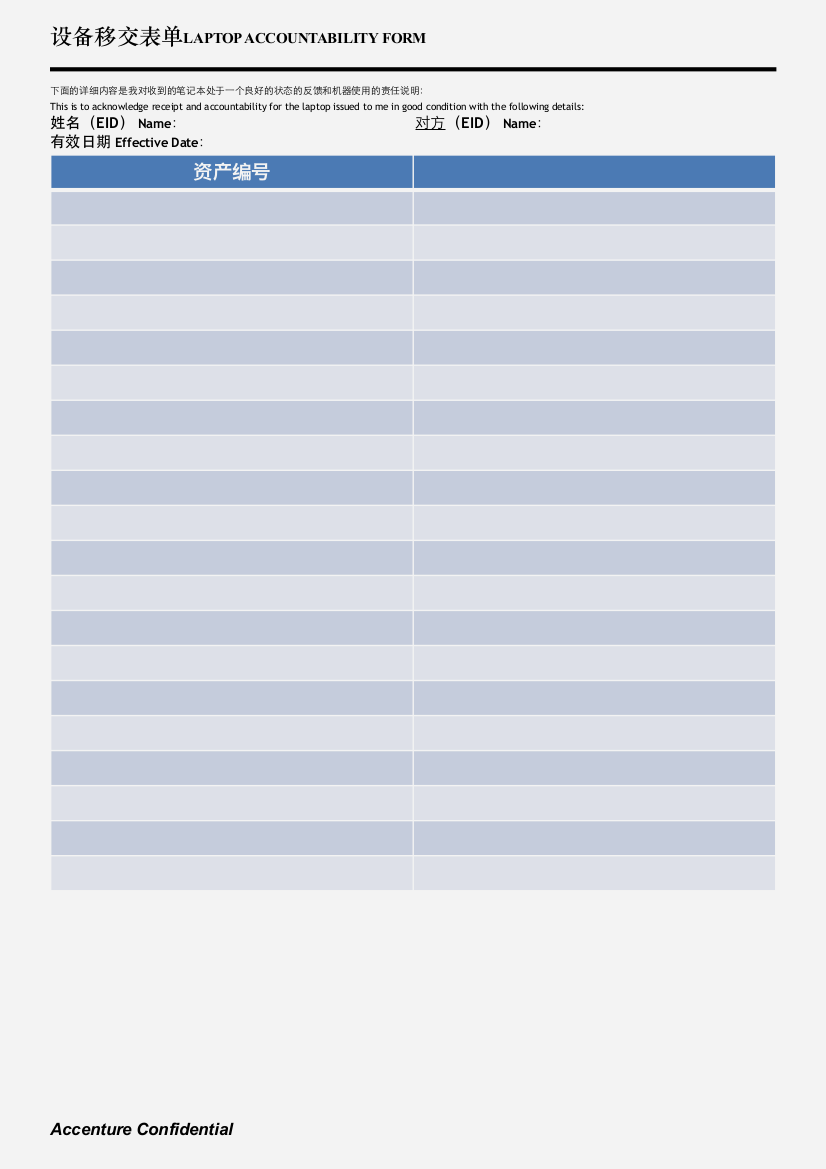 设备移交表单LAPTOP ACCOUNTABILITY FORM
下面的详细内容是我对收到的笔记本处于一个良好的状态的反馈和机器使用的责任说明:
This is to acknowledge receipt and accountability for the laptop issued to me in good condition with the following details:
姓名（EID） Name: 对方（EID） Name:
有效日期 Effective Date:
资产编号
Accenture Confidential